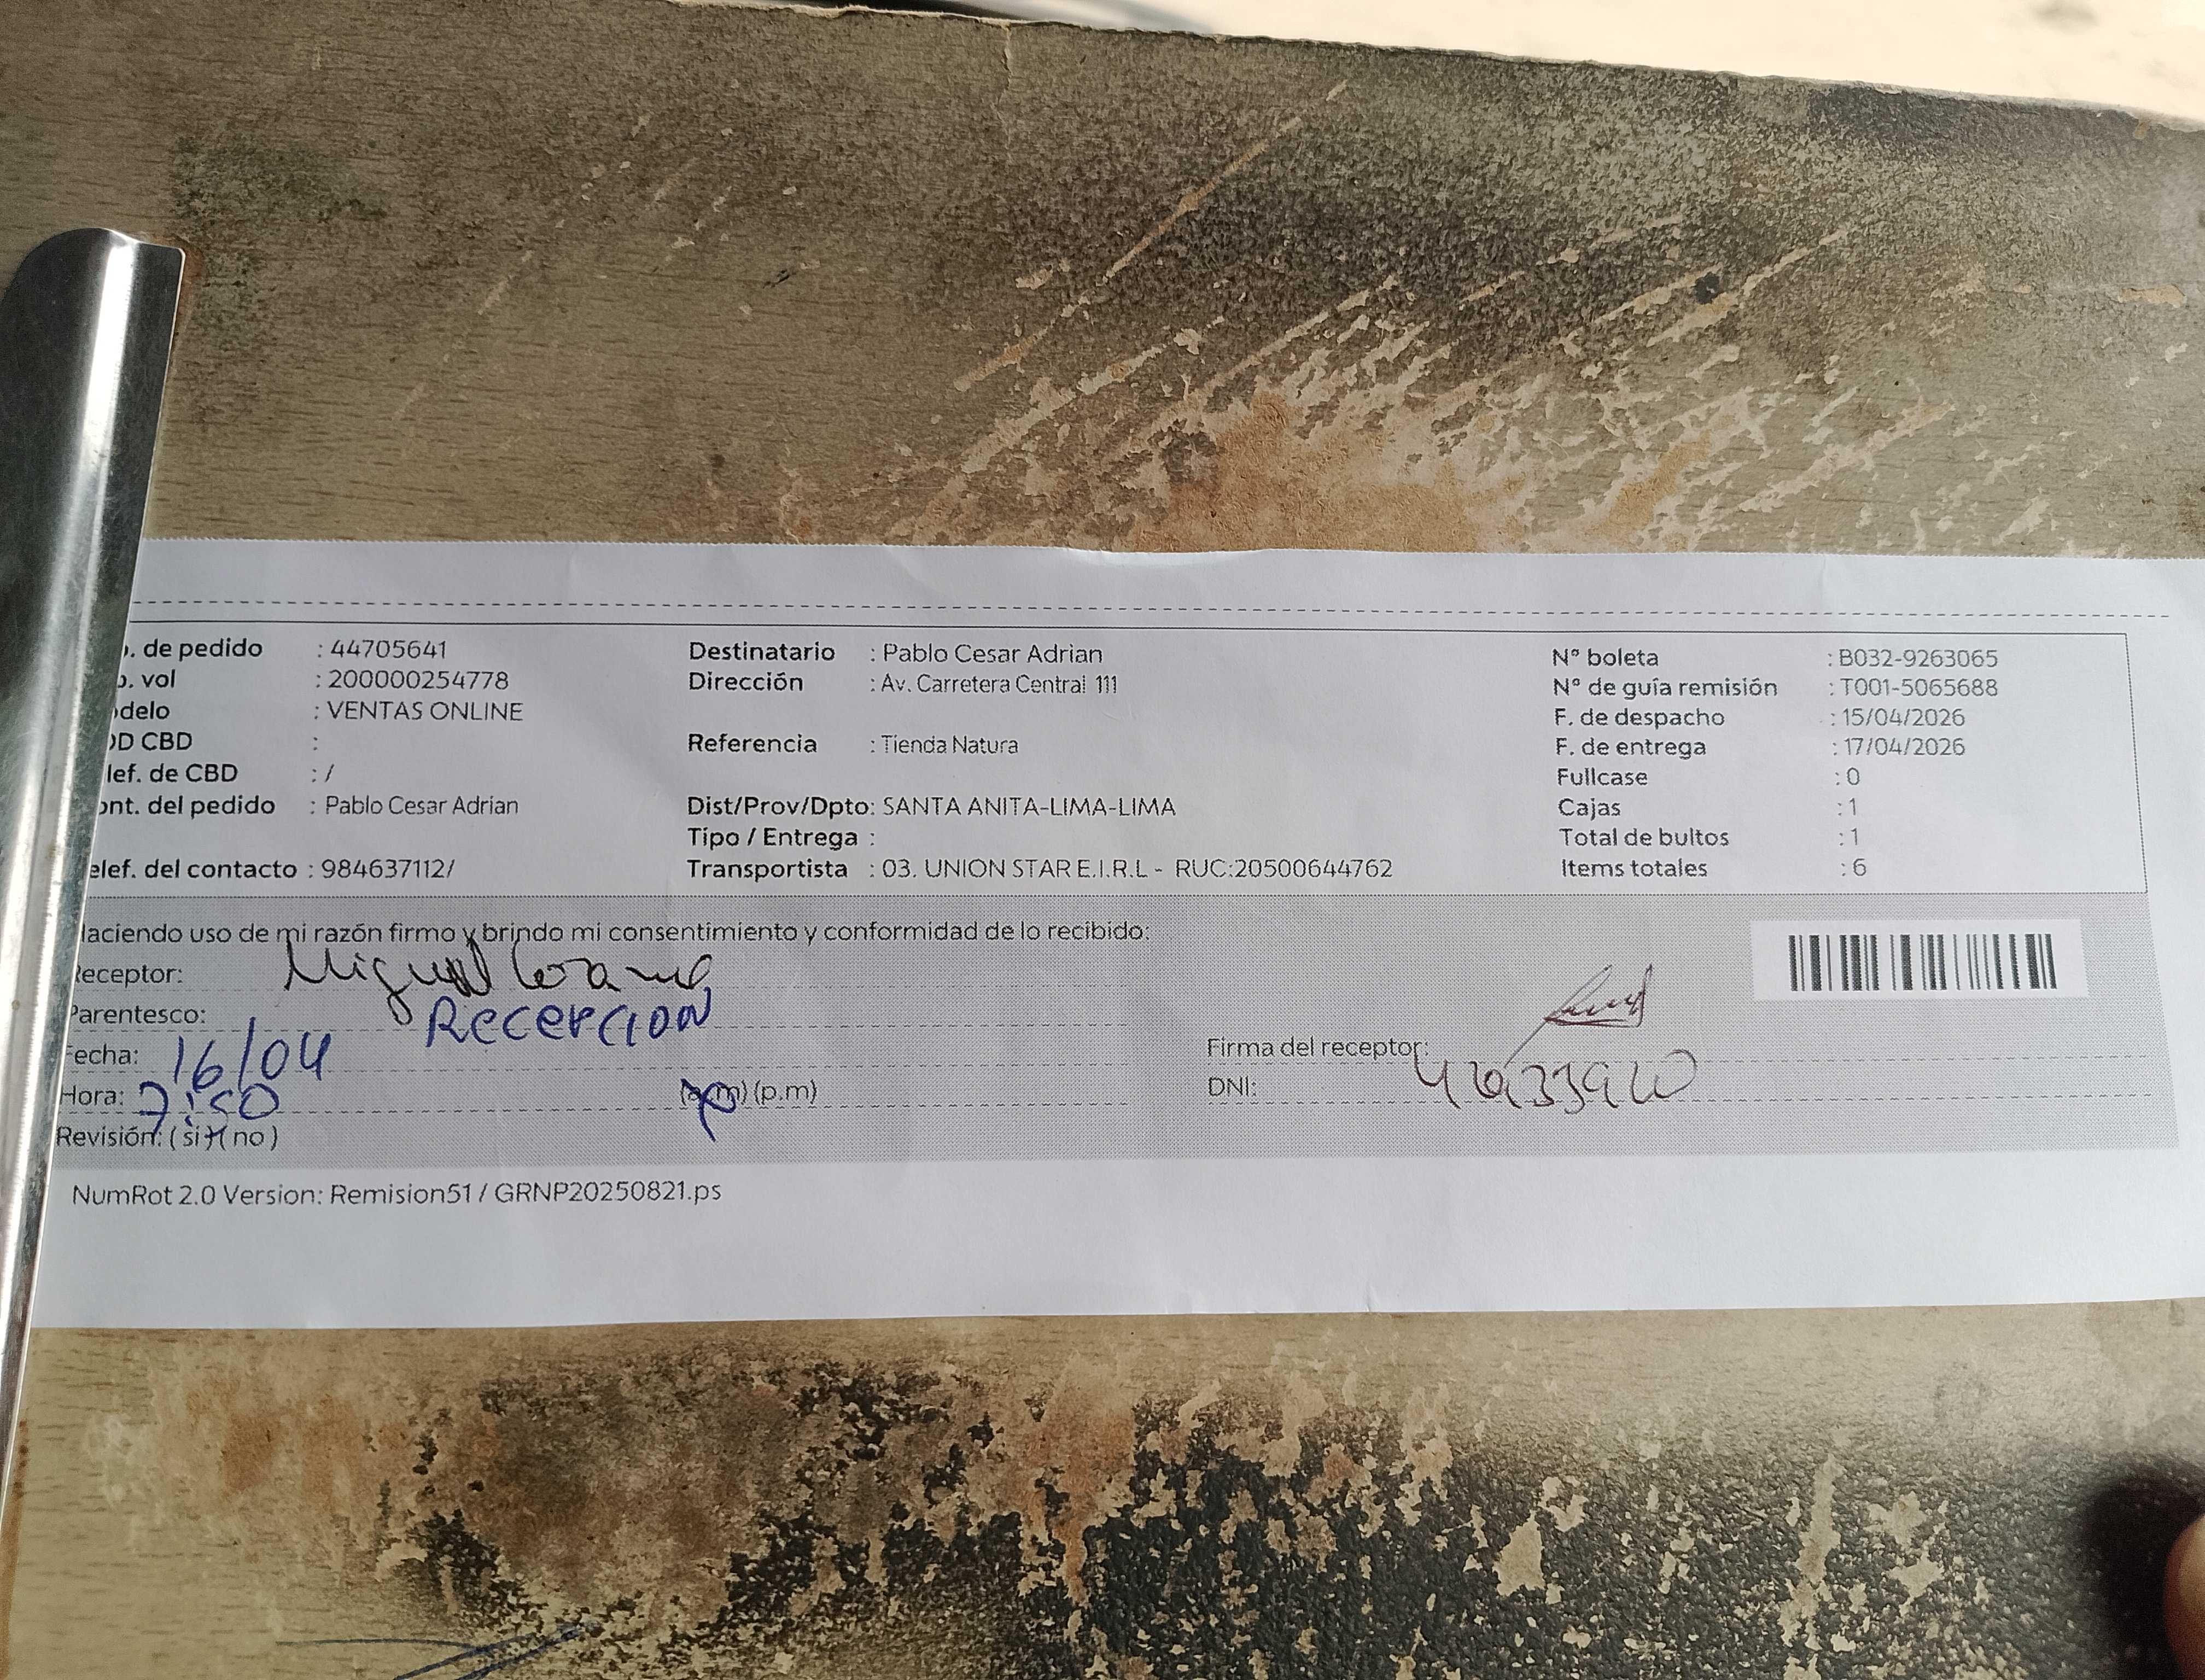 . de pedido : 44705641
. vol : 200000254778
delo : VENTAS ONLINE
D CBD :
lef. de CBD : /
ont. del pedido : Pablo Cesar Adrian
elef. del contacto : 984637112/
Destinatario : Pablo Cesar Adrian
Dirección : Av. Carretera Central 111
Referencia : Tienda Natura
Dist/Prov/Dpto: SANTA ANITA-LIMA-LIMA
Tipo / Entrega :
Transportista : 03. UNION STAR E.I.R.L - RUC:20500644762
N° boleta : B032-9263065
N° de guía remisión : T001-5065688
F. de despacho : 15/04/2026
F. de entrega : 17/04/2026
Fullcase : 0
Cajas : 1
Total de bultos : 1
Items totales : 6
Haciendo uso de mi razón firmo y brindo mi consentimiento y conformidad de lo recibido:
Receptor: Miguel
Parentesco: RECEPCION
Fecha: 16/04
Hora: 7:50 (a.m) (p.m)
Revisión: ( si ) ( no )
Firma del receptor:
DNI:
NumRot 2.0 Version: Remision51 / GRNP20250821.ps